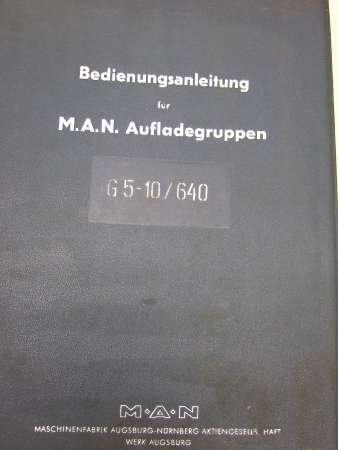 Bedienungsanleitung
für
M.A.N. Aufladegruppen
G 5-10/640
M·A·N
MASCHINENFABRIK AUGSBURG-NÜRNBERG AKTIENGESELLSCHAFT
WERK AUGSBURG